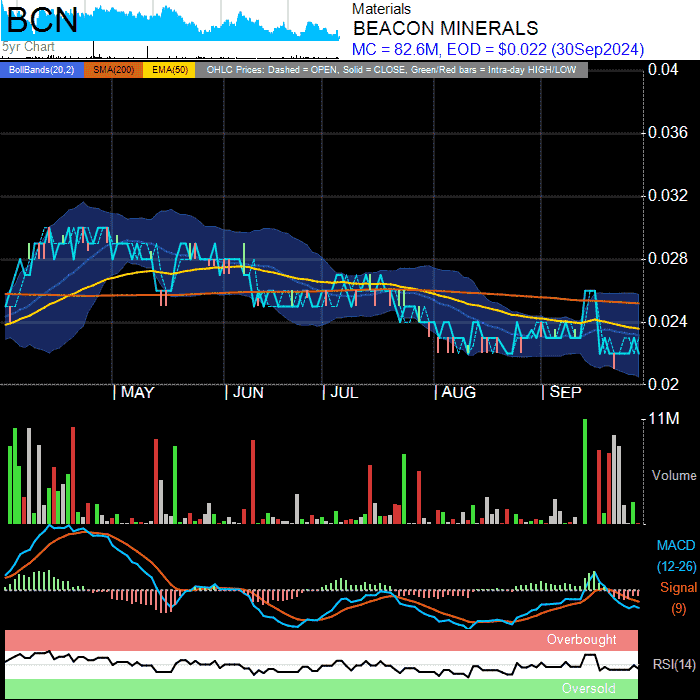 BCN
5yr Chart
Materials
BEACON MINERALS
MC = 82.6M, EOD = $0.022 (30Sep2024)
BollBands(20,2) SMA(200) EMA(50) OHLC Prices: Dashed = OPEN, Solid = CLOSE, Green/Red bars = Intra-day HIGH/LOW
0.04
0.036
0.032
0.028
0.024
0.02
MAY JUN JUL AUG SEP
11M
Volume
MACD
(12-26)
Signal
(9)
Overbought
RSI(14)
Oversold